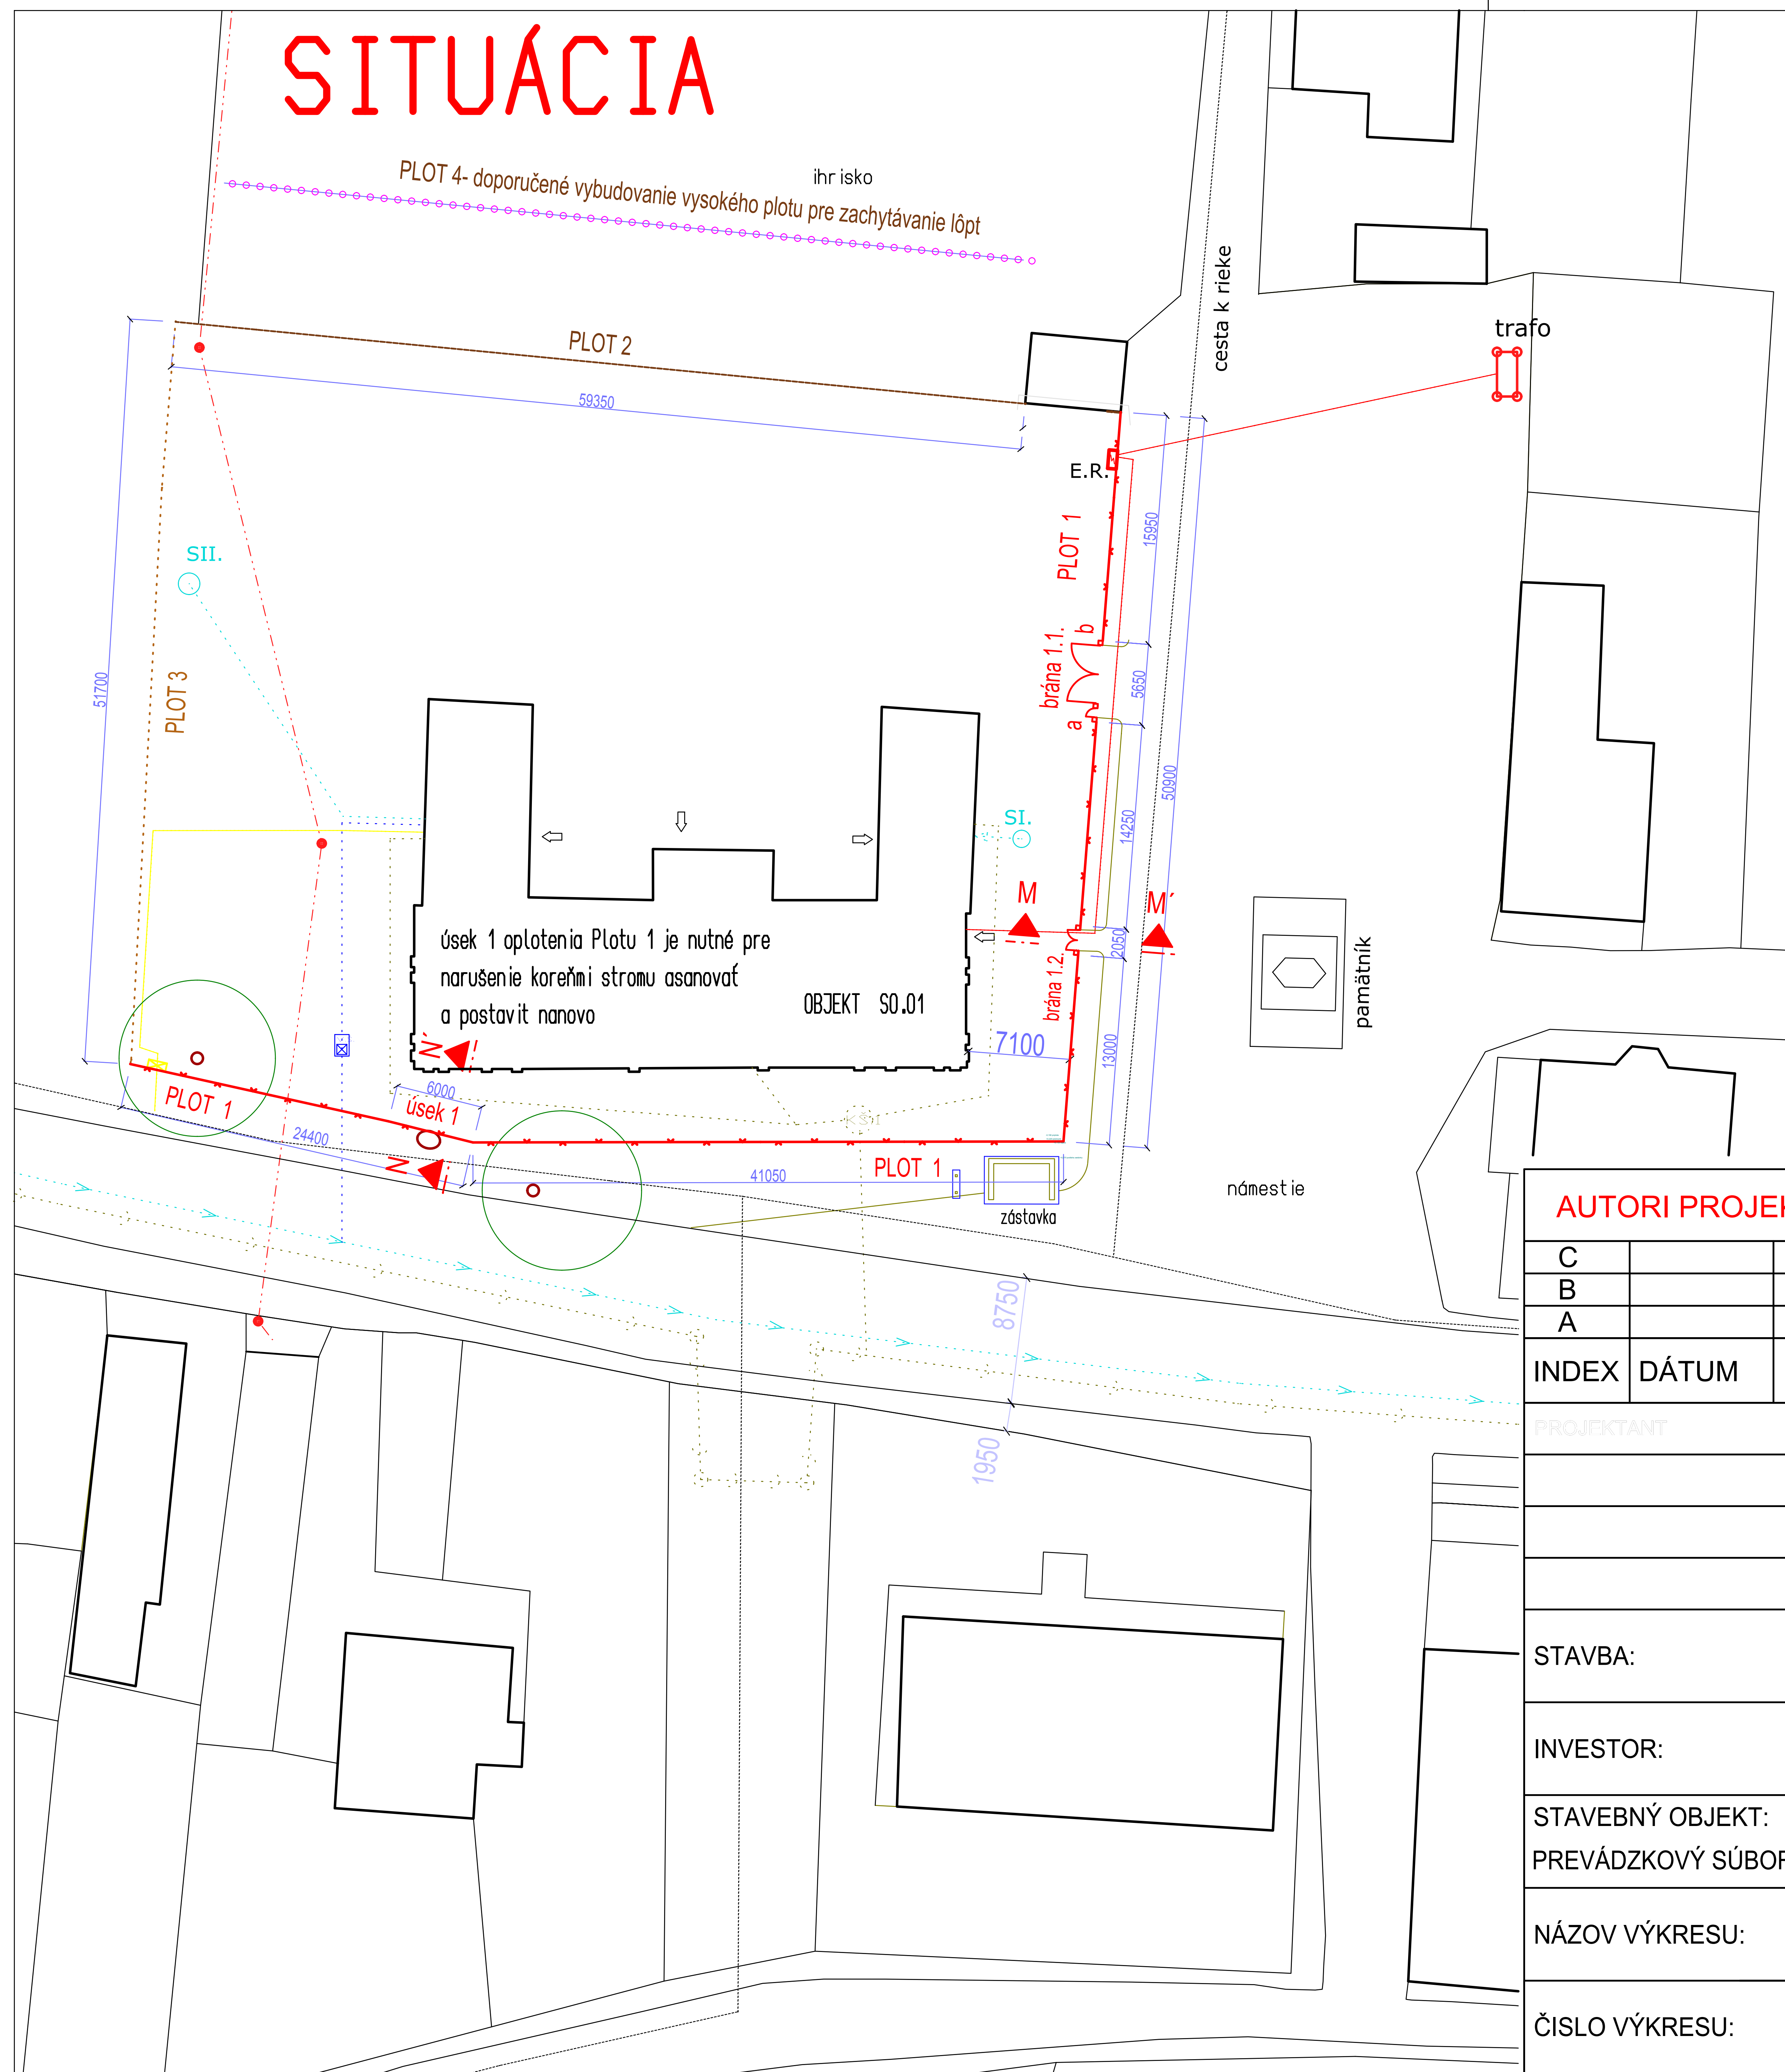 SITUÁCIA
ihrisko
PLOT 4- doporučené vybudovanie vysokého plotu pre zachytávanie lôpt
cesta k rieke
trafo
PLOT 2
59350
E.R.
PLOT 1
15950
SII.
PLOT 3
51700
brána 1.1.
b
a
5650
50900
14250
SI.
M
M´
2050
brána 1.2.
úsek 1 oplotenia Plotu 1 je nutné pre
narušenie koreňmi stromu asanovať
a postavit nanovo
OBJEKT SO.01
pamätník
N´
7100
13000
6000
PLOT 1
úsek 1
24400
KŠ1
N
41050
PLOT 1
zástavka
námestie
8750
1950
AUTORI PROJEK
C
B
A
INDEX
DÁTUM
PROJEKTANT
STAVBA:
INVESTOR:
STAVEBNÝ OBJEKT:
PREVÁDZKOVÝ SÚBOR
NÁZOV VÝKRESU:
ČISLO VÝKRESU: